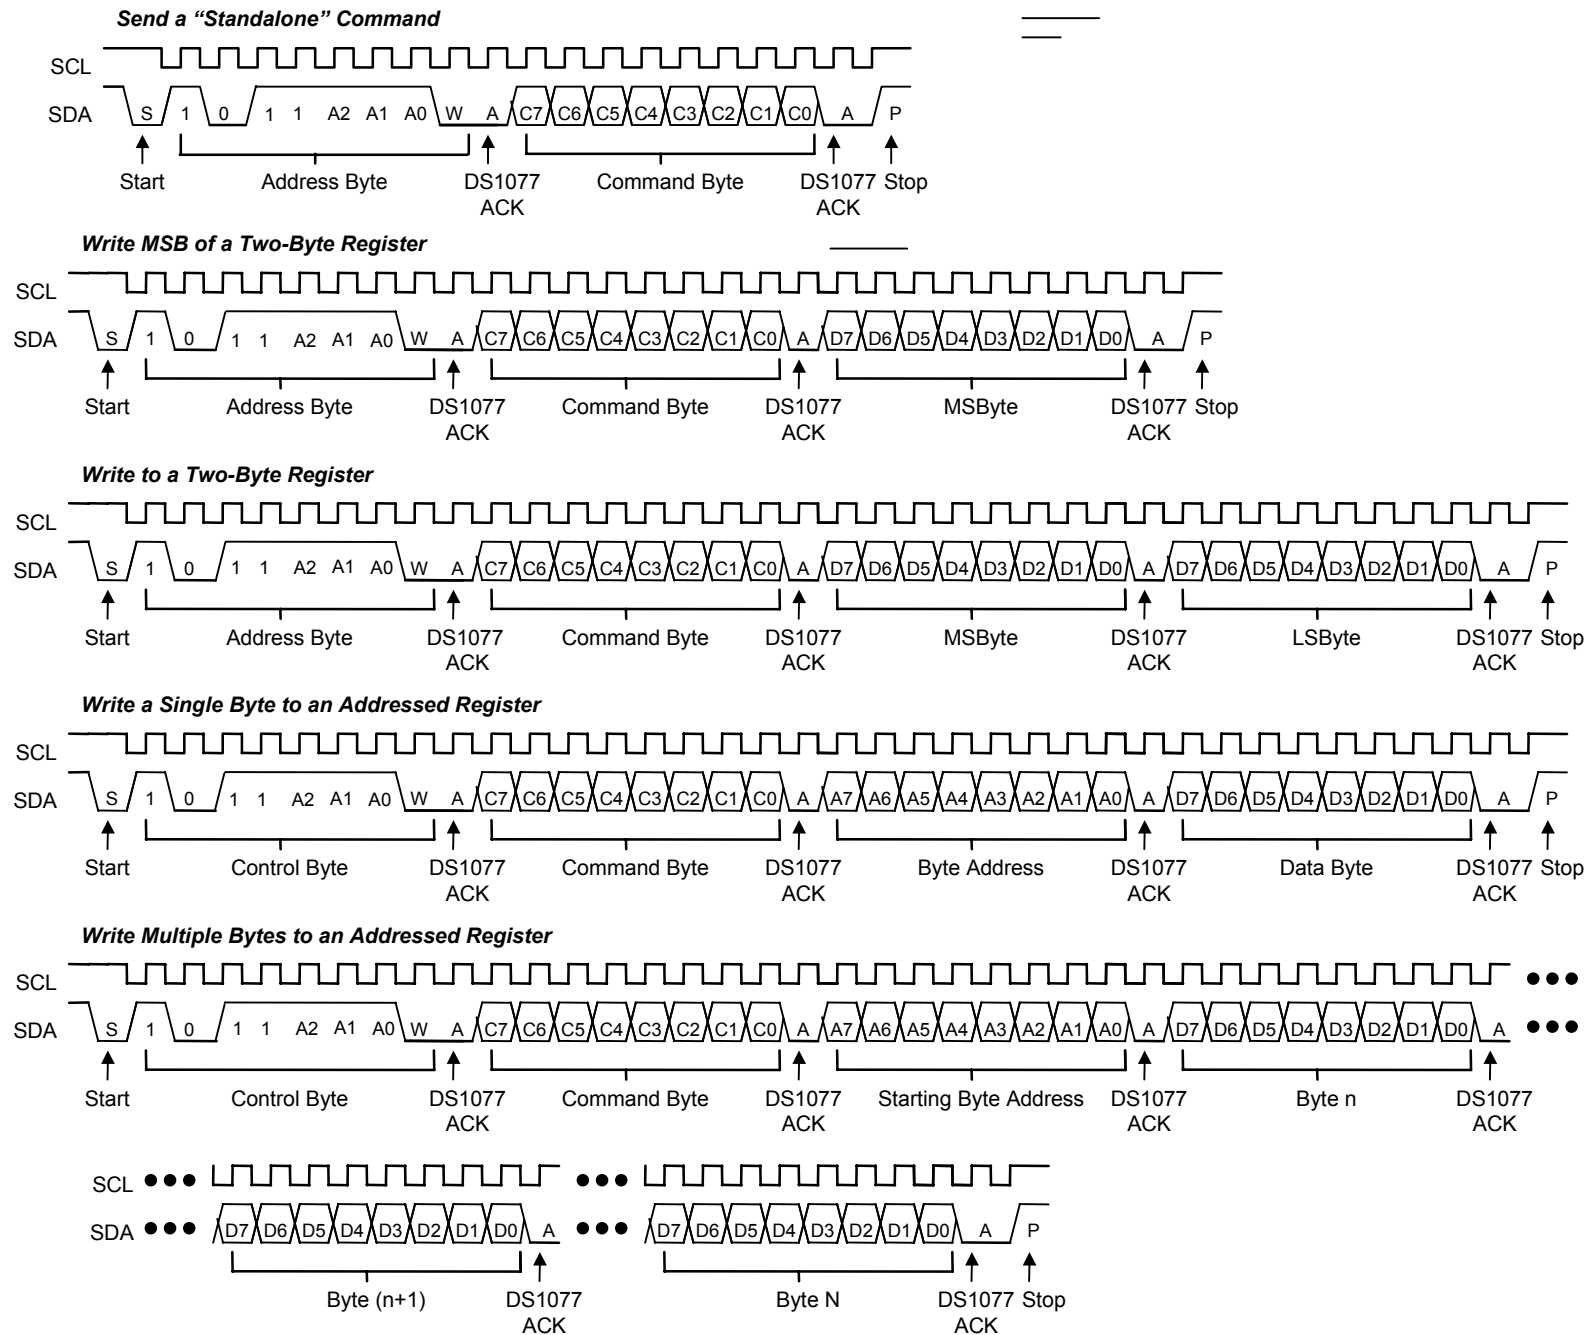 Send a “Standalone” Command
SCL
SDA S 1 0 1 1 A2 A1 A0 W A C7 C6 C5 C4 C3 C2 C1 C0 A P
Start Address Byte DS1077 Command Byte DS1077 Stop
ACK ACK
Write MSB of a Two-Byte Register
SCL
SDA S 1 0 1 1 A2 A1 A0 W A C7 C6 C5 C4 C3 C2 C1 C0 A D7 D6 D5 D4 D3 D2 D1 D0 A P
Start Address Byte DS1077 Command Byte DS1077 MSByte DS1077 Stop
ACK ACK ACK
Write to a Two-Byte Register
SCL
SDA S 1 0 1 1 A2 A1 A0 W A C7 C6 C5 C4 C3 C2 C1 C0 A D7 D6 D5 D4 D3 D2 D1 D0 A D7 D6 D5 D4 D3 D2 D1 D0 A P
Start Address Byte DS1077 Command Byte DS1077 MSByte DS1077 LSByte DS1077 Stop
ACK ACK ACK ACK
Write a Single Byte to an Addressed Register
SCL
SDA S 1 0 1 1 A2 A1 A0 W A C7 C6 C5 C4 C3 C2 C1 C0 A A7 A6 A5 A4 A3 A2 A1 A0 A D7 D6 D5 D4 D3 D2 D1 D0 A P
Start Control Byte DS1077 Command Byte DS1077 Byte Address DS1077 Data Byte DS1077 Stop
ACK ACK ACK ACK
Write Multiple Bytes to an Addressed Register
SCL
SDA S 1 0 1 1 A2 A1 A0 W A C7 C6 C5 C4 C3 C2 C1 C0 A A7 A6 A5 A4 A3 A2 A1 A0 A D7 D6 D5 D4 D3 D2 D1 D0 A
Start Control Byte DS1077 Command Byte DS1077 Starting Byte Address DS1077 Byte n DS1077
ACK ACK ACK ACK
SCL
SDA D7 D6 D5 D4 D3 D2 D1 D0 A D7 D6 D5 D4 D3 D2 D1 D0 A P
Byte (n+1) DS1077 Byte N DS1077 Stop
ACK ACK